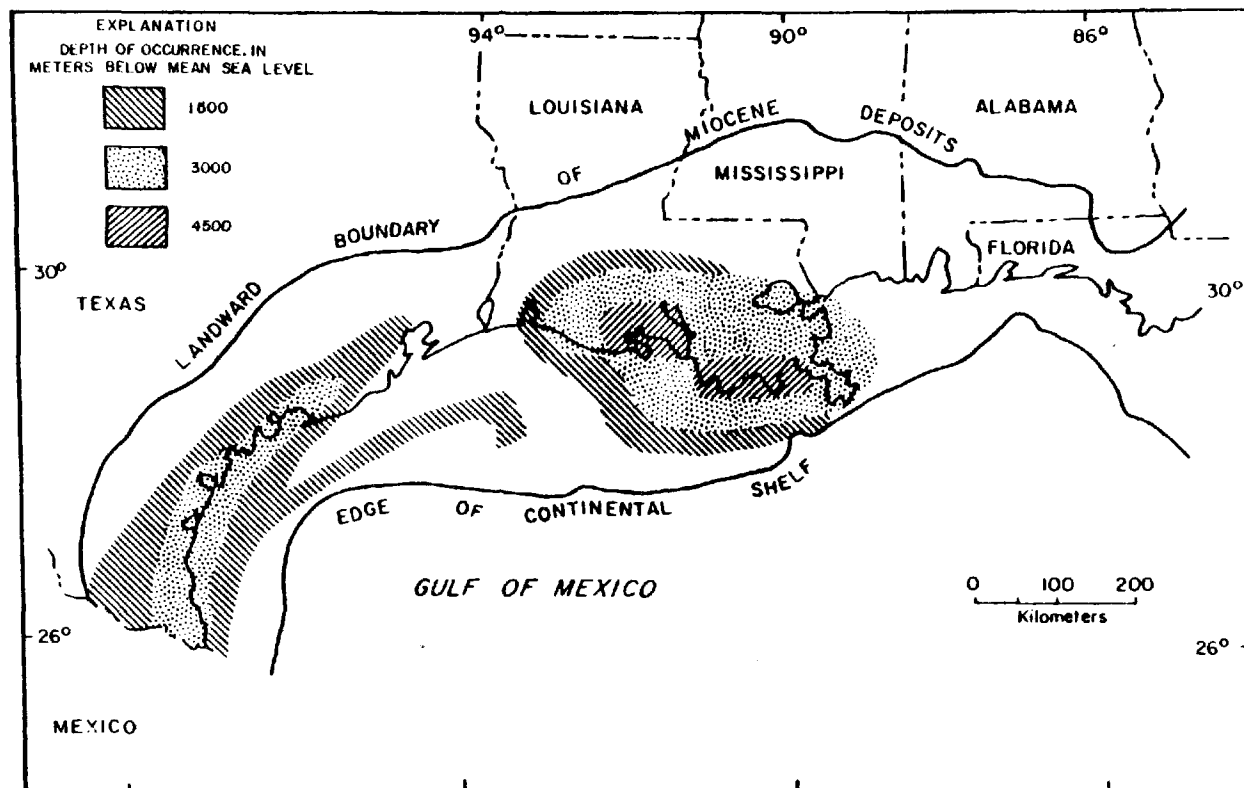 EXPLANATION
DEPTH OF OCCURRENCE, IN
METERS BELOW MEAN SEA LEVEL
1600
3000
4500
94°
90°
86°
LOUISIANA
ALABAMA
MISSISSIPPI
FLORIDA
LANDWARD BOUNDARY OF MIOCENE DEPOSITS
30°
30°
TEXAS
EDGE OF CONTINENTAL SHELF
GULF OF MEXICO
0 100 200
Kilometers
26°
26°
MEXICO